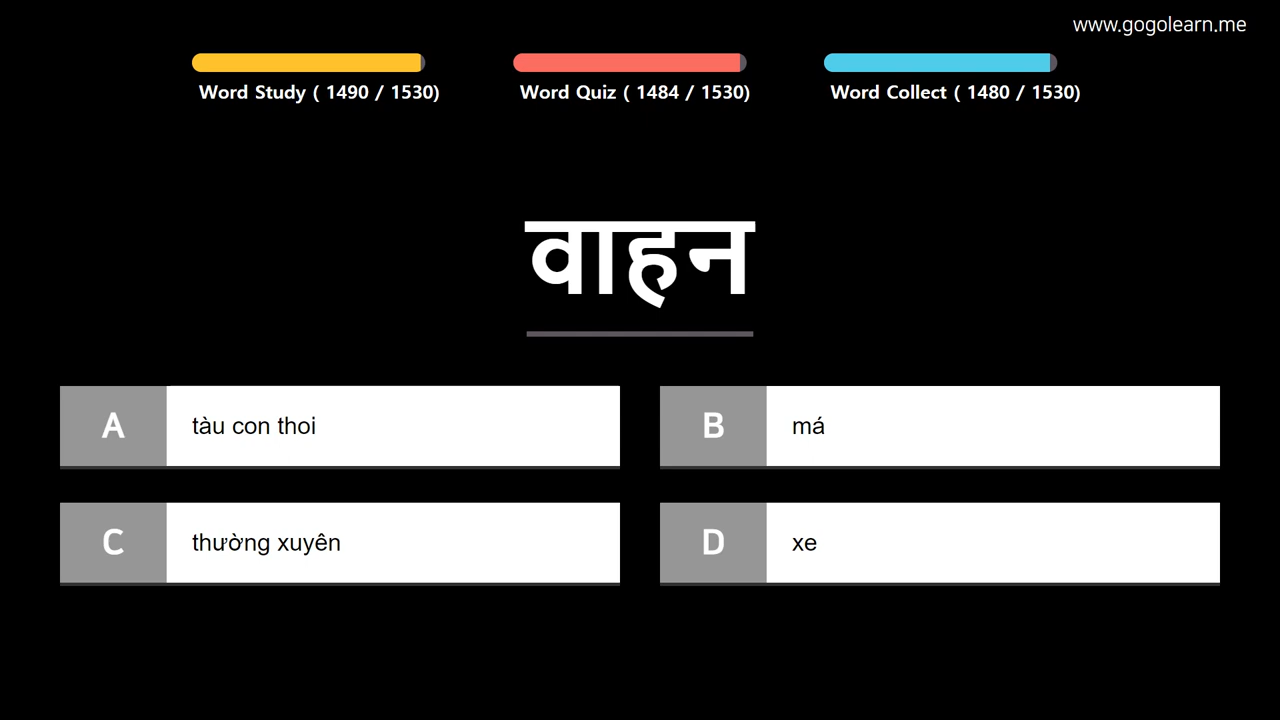 www.gogolearn.me
Word Study ( 1490 / 1530)
Word Quiz ( 1484 / 1530)
Word Collect ( 1480 / 1530)
वाहन
A tàu con thoi
B má
C thường xuyên
D xe